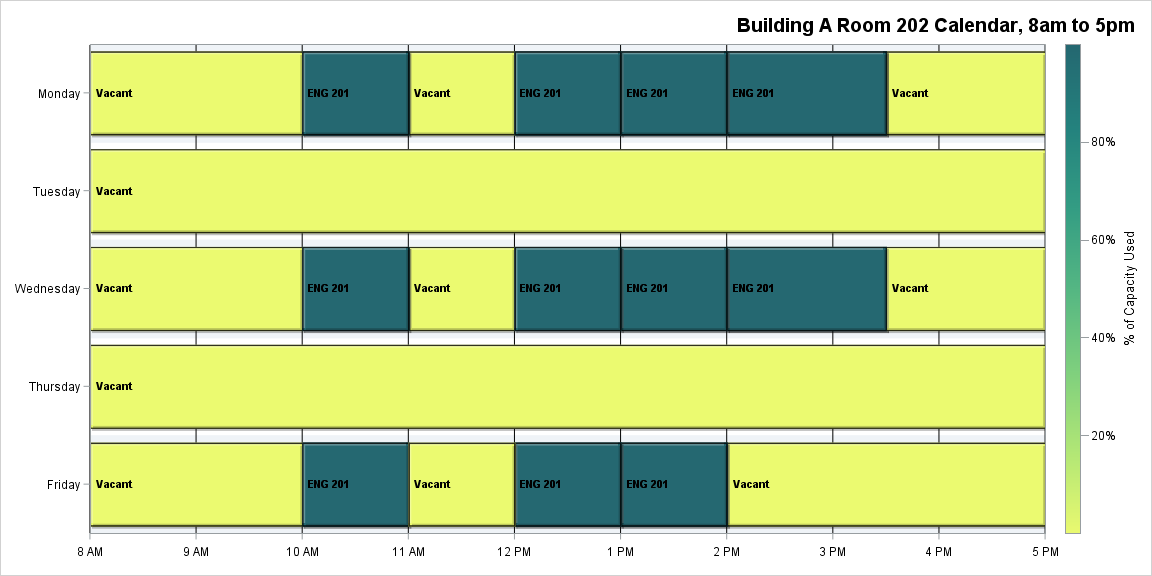 Building A Room 202 Calendar, 8am to 5pm
Monday
Vacant
ENG 201
Vacant
ENG 201
ENG 201
ENG 201
Vacant
Tuesday
Vacant
Wednesday
Vacant
ENG 201
Vacant
ENG 201
ENG 201
ENG 201
Vacant
Thursday
Vacant
Friday
Vacant
ENG 201
Vacant
ENG 201
ENG 201
Vacant
8 AM
9 AM
10 AM
11 AM
12 PM
1 PM
2 PM
3 PM
4 PM
5 PM
80%
60%
40%
20%
% of Capacity Used